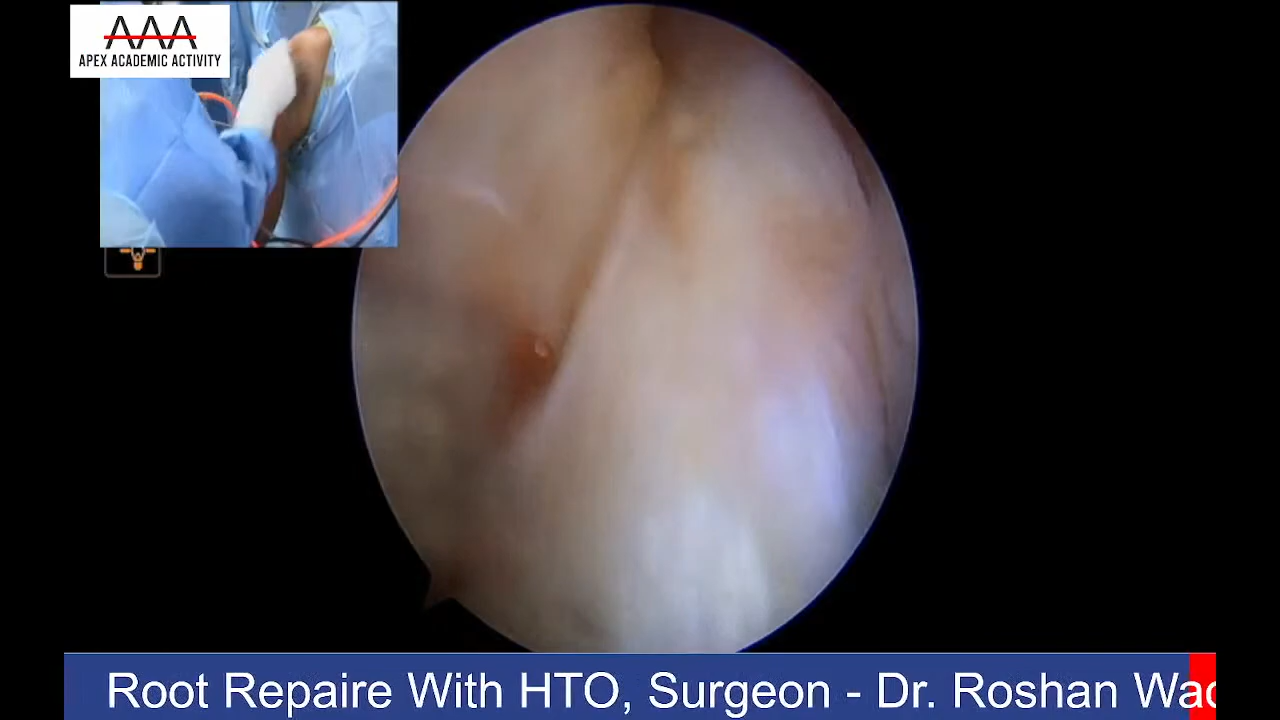 AAA
APEX ACADEMIC ACTIVITY
Root Repaire With HTO, Surgeon - Dr. Roshan